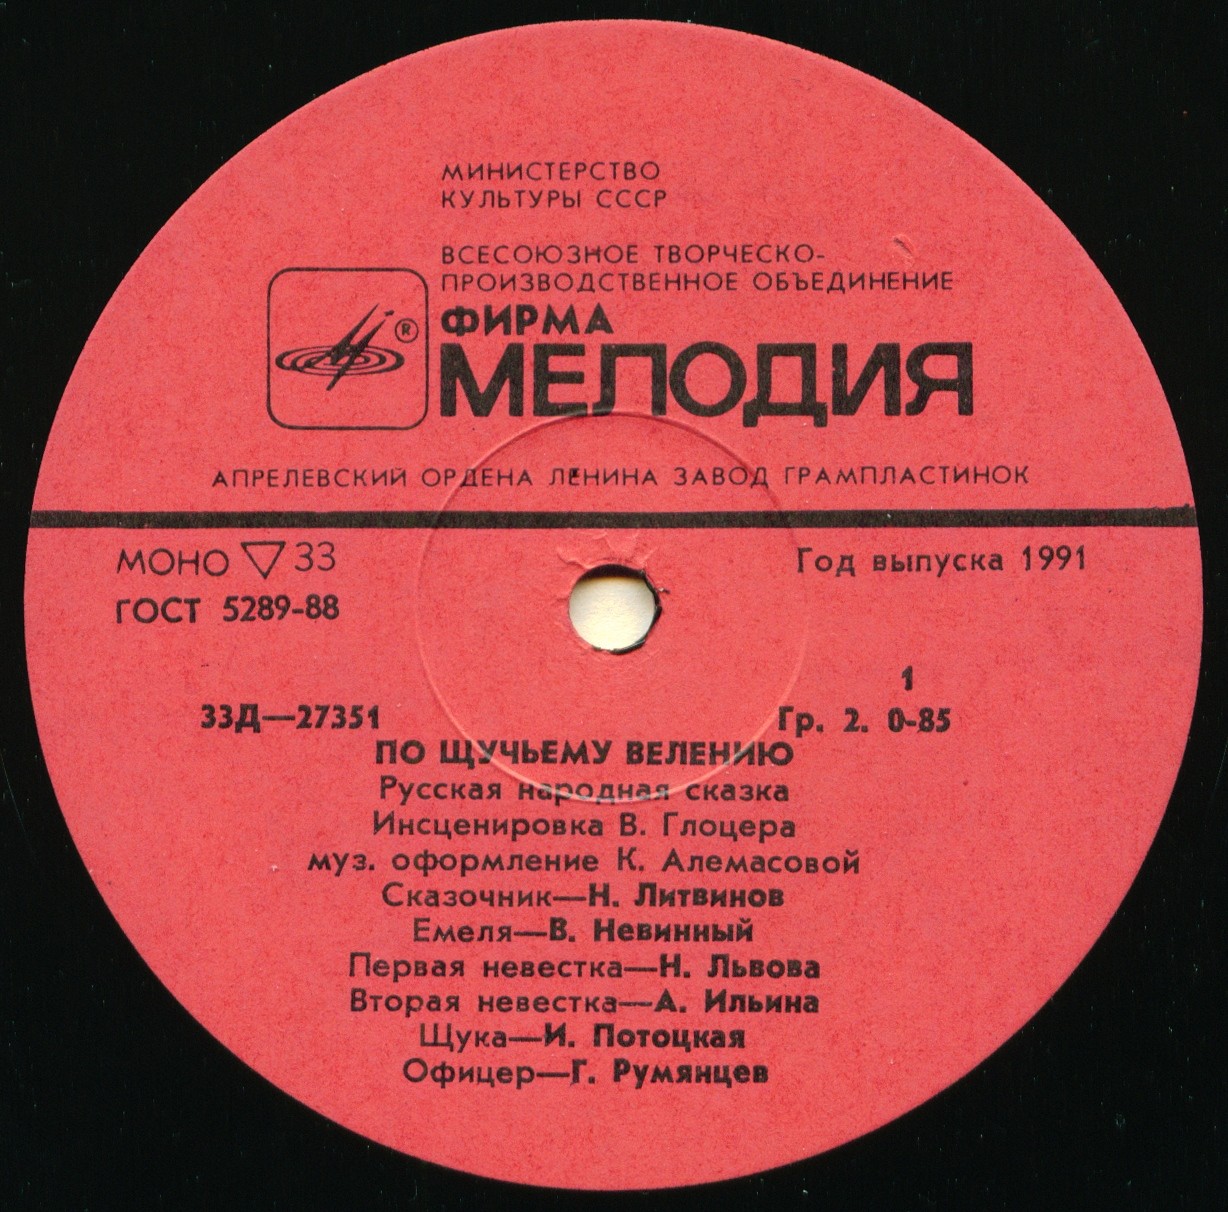 МИНИСТЕРСТВО
КУЛЬТУРЫ СССР
ВСЕСОЮЗНОЕ ТВОРЧЕСКО-
ПРОИЗВОДСТВЕННОЕ ОБЪЕДИНЕНИЕ
ФИРМА
®
МЕЛОДИЯ
АПРЕЛЕВСКИЙ ОРДЕНА ЛЕНИНА ЗАВОД ГРАМПЛАСТИНОК
МОНО ▽ 33 Год выпуска 1991
ГОСТ 5289-88
1
33Д—27351 Гр. 2. 0-85
ПО ЩУЧЬЕМУ ВЕЛЕНИЮ
Русская народная сказка
Инсценировка В. Глоцера
муз. оформление К. Алемасовой
Сказочник—Н. Литвинов
Емеля—В. Невинный
Первая невестка—Н. Львова
Вторая невестка—А. Ильина
Щука—И. Потоцкая
Офицер—Г. Румянцев